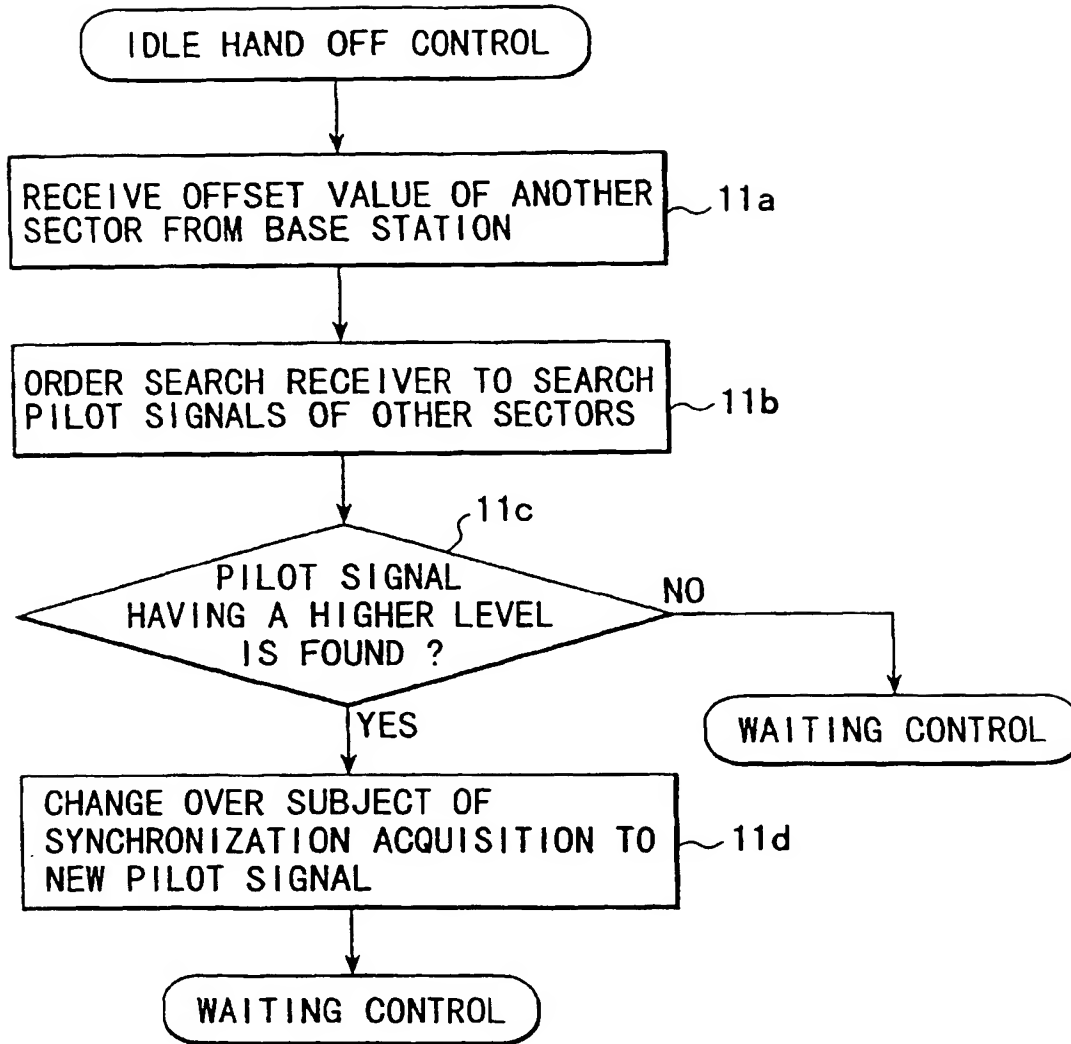 IDLE HAND OFF CONTROL
RECEIVE OFFSET VALUE OF ANOTHER
SECTOR FROM BASE STATION
11a
ORDER SEARCH RECEIVER TO SEARCH
PILOT SIGNALS OF OTHER SECTORS
11b
11c
PILOT SIGNAL
HAVING A HIGHER LEVEL
IS FOUND ?
NO
YES
WAITING CONTROL
CHANGE OVER SUBJECT OF
SYNCHRONIZATION ACQUISITION TO
NEW PILOT SIGNAL
11d
WAITING CONTROL